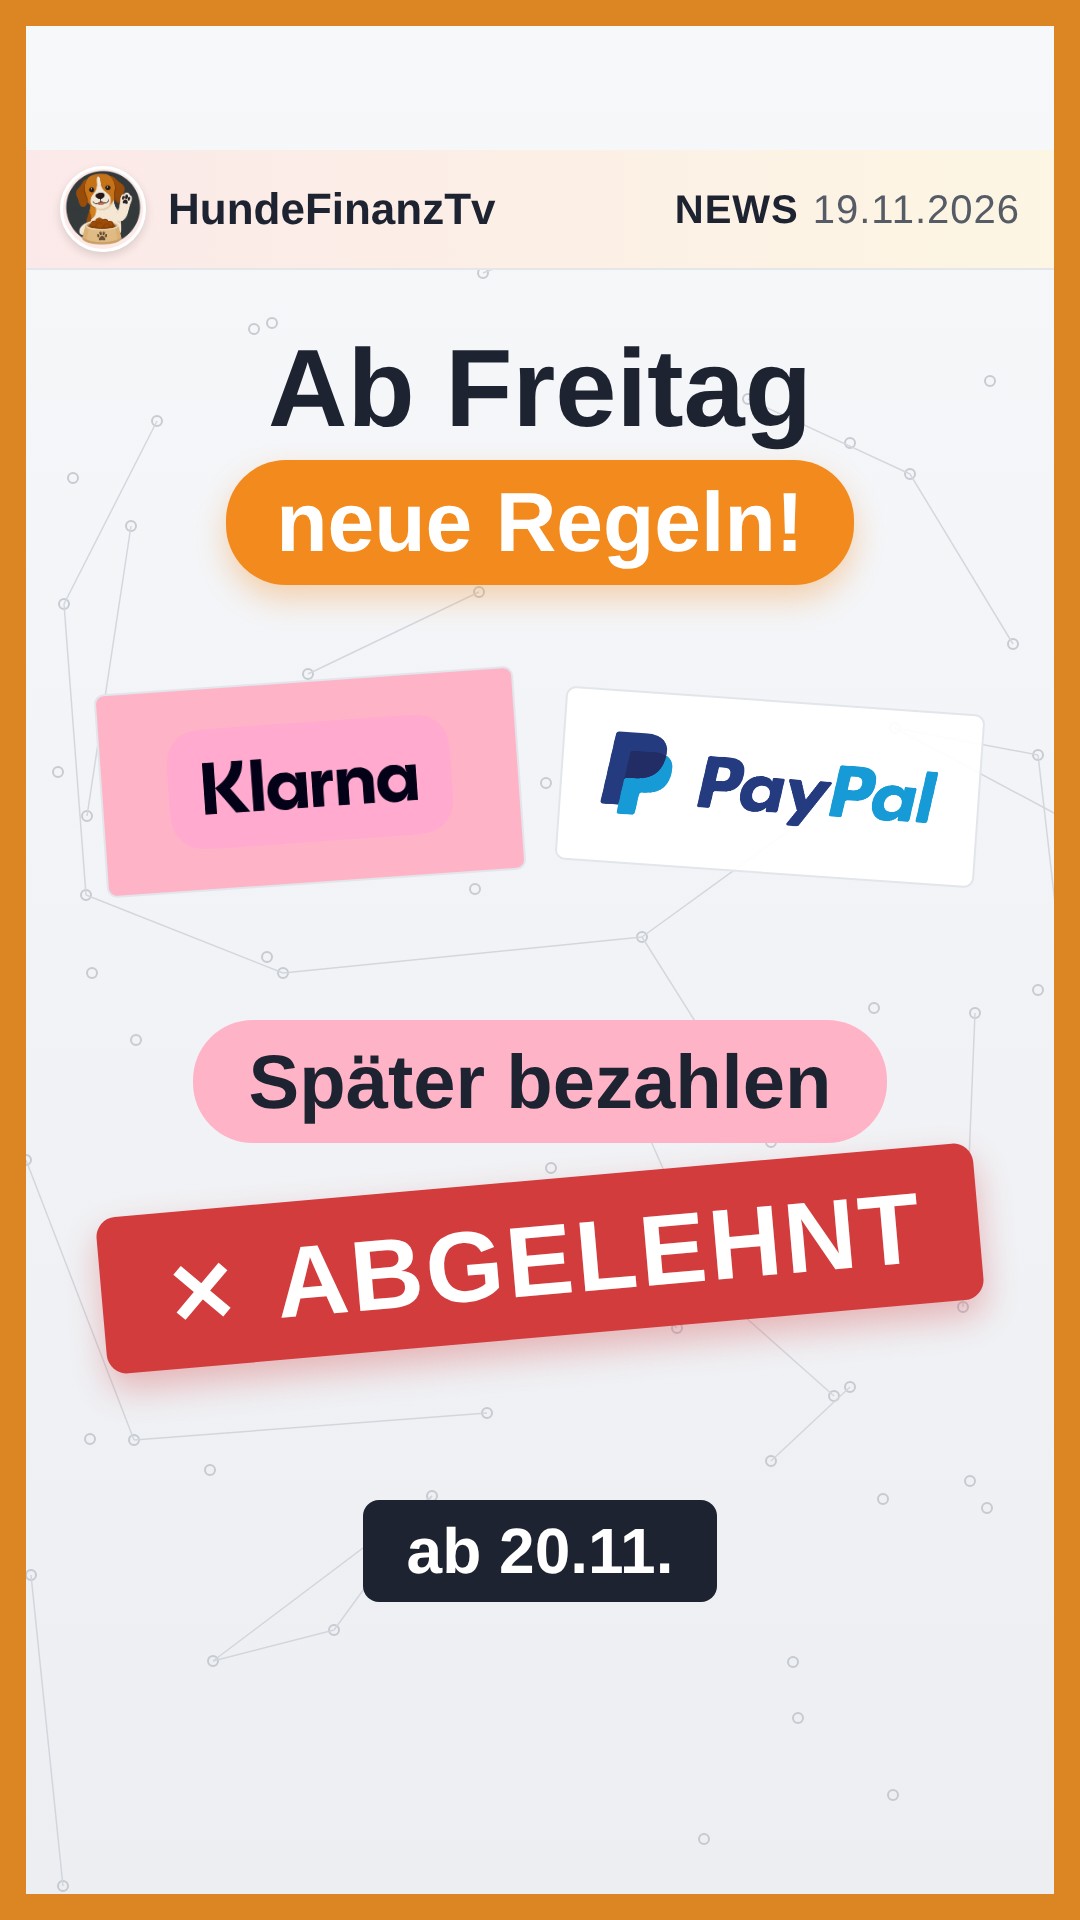 HundeFinanzTv
NEWS 19.11.2026
Ab Freitag
neue Regeln!
Klarna
PayPal
Später bezahlen
× ABGELEHNT
ab 20.11.